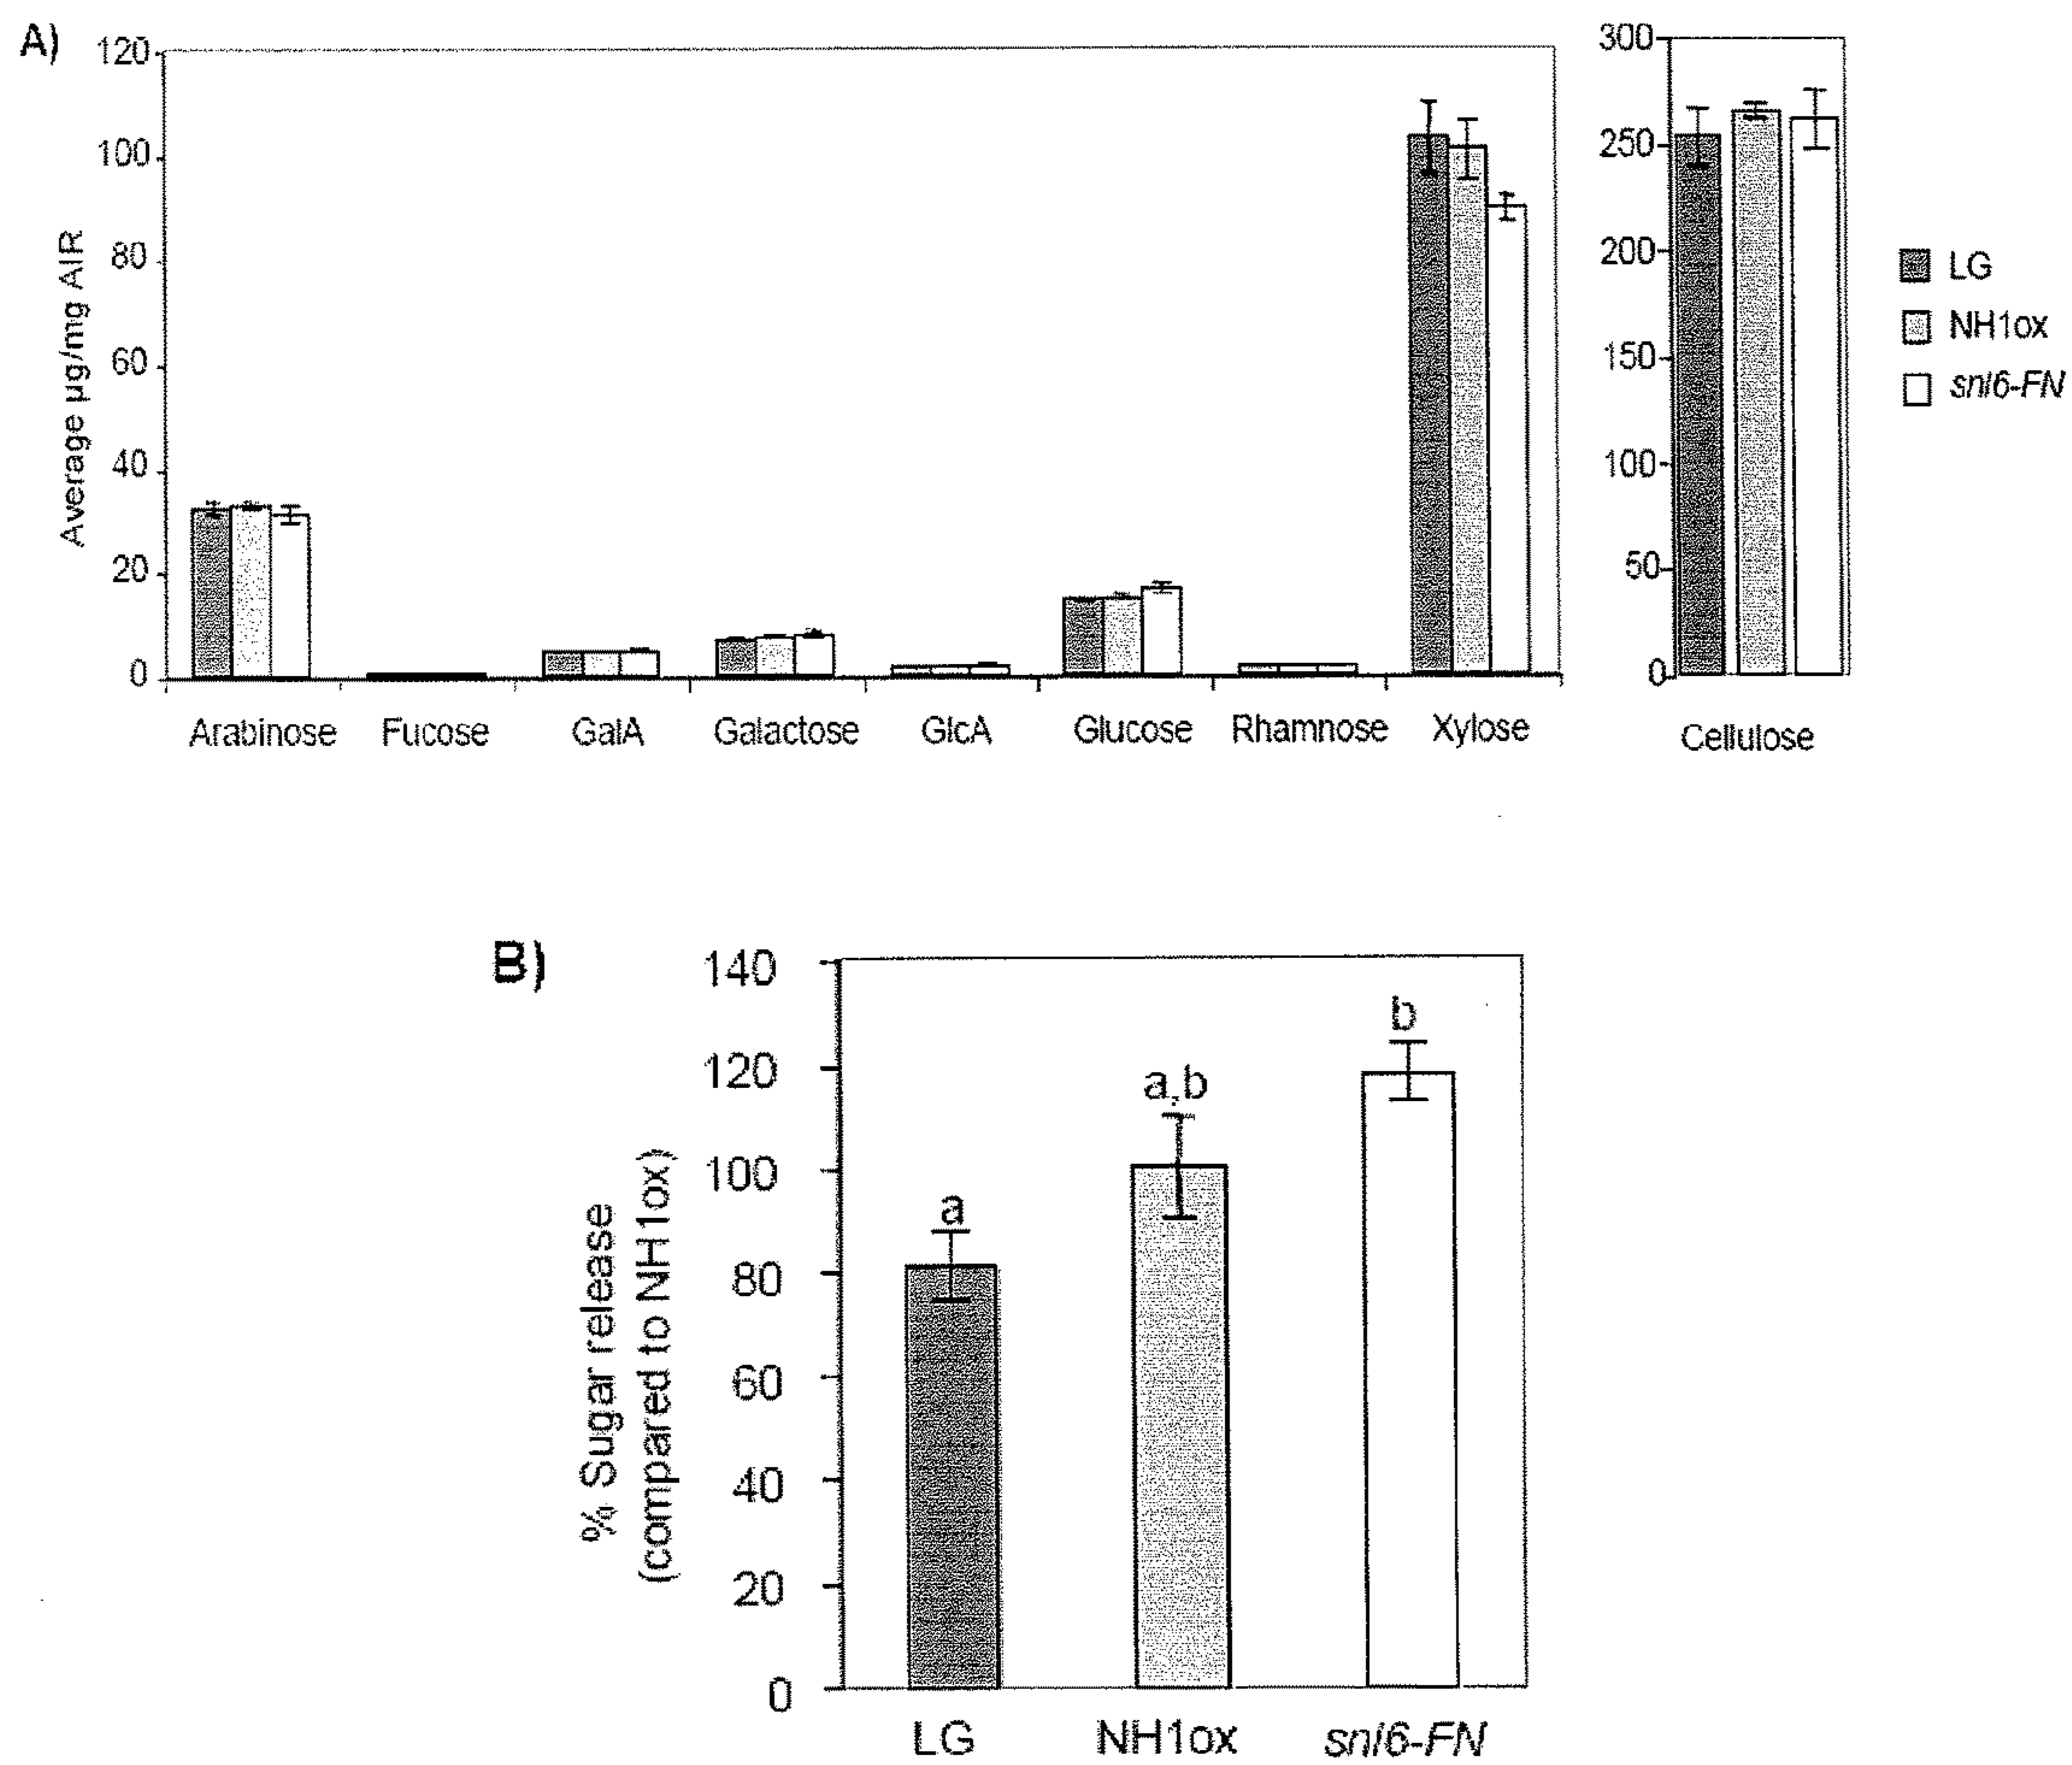 A)
120
100
80
60
40
20
0
Average µg/mg AIR
Arabinose Fucose GalA Galactose GlcA Glucose Rhamnose Xylose
300
250
200
150
100
50
0
Cellulose
LG
NH1ox
snl6-FN
B)
140
120
100
80
60
40
20
0
% Sugar release
(compared to NH1ox)
a
a,b
b
LG NH1ox snl6-FN